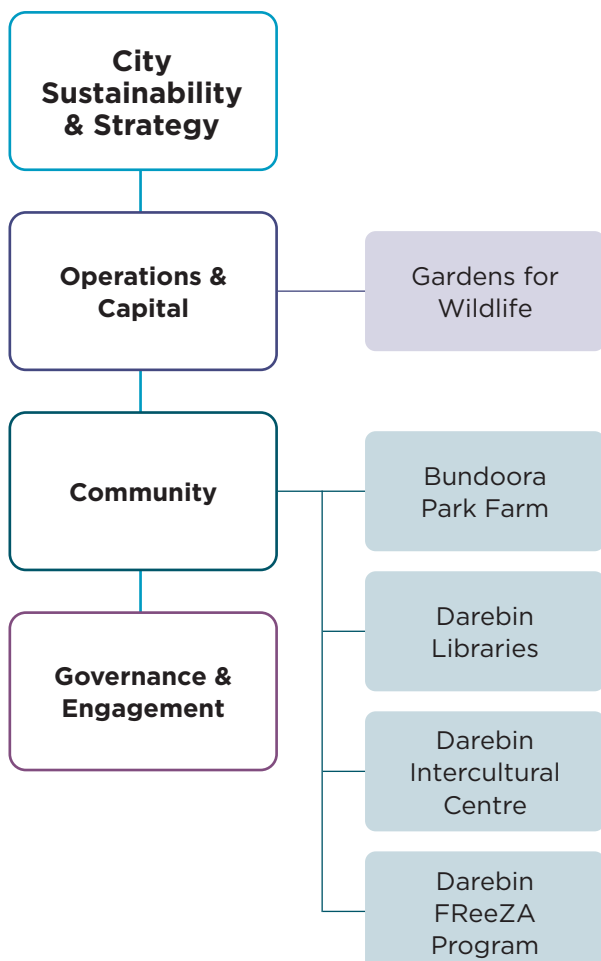 City
Sustainability
& Strategy
Operations &
Capital
Gardens for
Wildlife
Community
Bundoora
Park Farm
Darebin
Libraries
Governance &
Engagement
Darebin
Intercultural
Centre
Darebin
FReeZA
Program